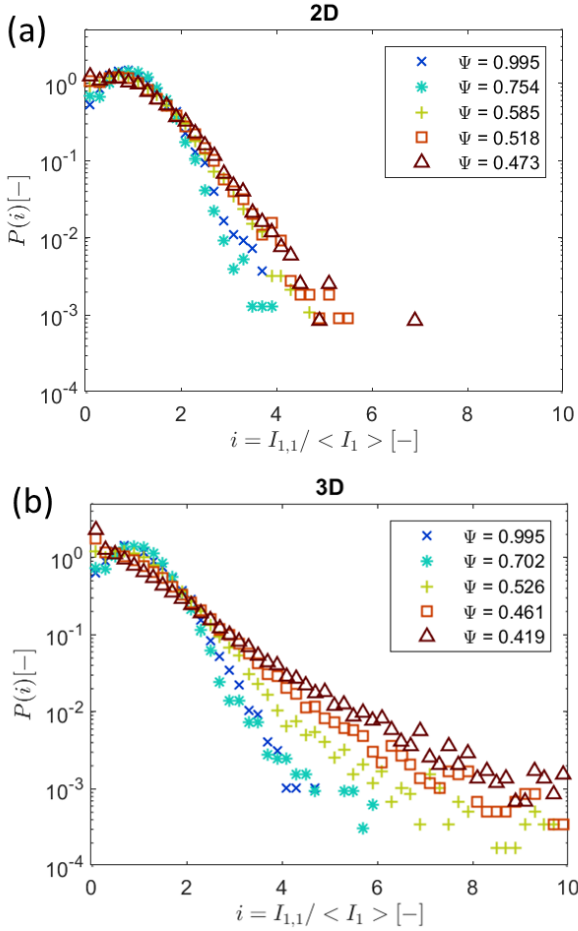 (a)
2D
Ψ = 0.995
Ψ = 0.754
Ψ = 0.585
Ψ = 0.518
Ψ = 0.473
P(i)[-]
10^0
10^-1
10^-2
10^-3
10^-4
0 2 4 6 8 10
i = I_{1,1}/ < I_1 > [-]
(b)
3D
Ψ = 0.995
Ψ = 0.702
Ψ = 0.526
Ψ = 0.461
Ψ = 0.419
P(i)[-]
10^0
10^-1
10^-2
10^-3
10^-4
0 2 4 6 8 10
i = I_{1,1}/ < I_1 > [-]